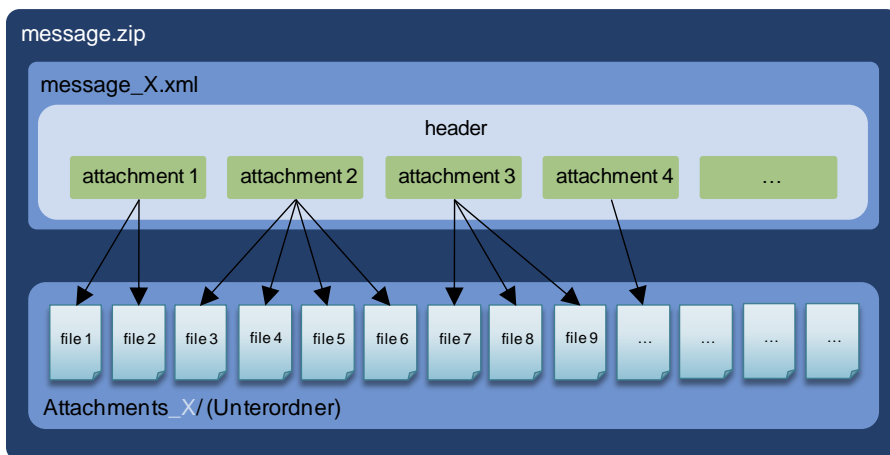 message.zip
message_X.xml
header
attachment 1 attachment 2 attachment 3 attachment 4 ...
file 1 file 2 file 3 file 4 file 5 file 6 file 7 file 8 file 9 ... ... ... ...
Attachments_X/ (Unterordner)